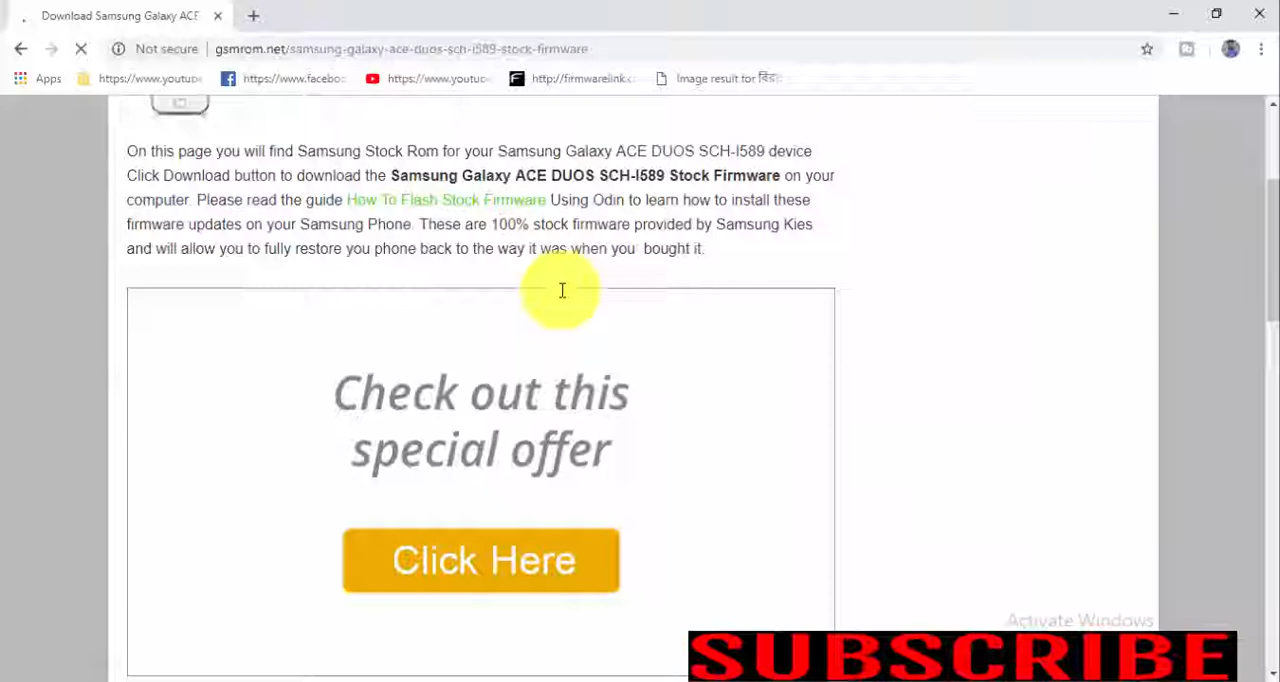 Download Samsung Galaxy ACE
Not secure | gsmrom.net/samsung-galaxy-ace-duos-sch-i589-stock-firmware
Apps https://www.youtub https://www.faceboo https://www.youtub http://firmwarelink.c Image result for
On this page you will find Samsung Stock Rom for your Samsung Galaxy ACE DUOS SCH-I589 device
Click Download button to download the Samsung Galaxy ACE DUOS SCH-I589 Stock Firmware on your
computer. Please read the guide How To Flash Stock Firmware Using Odin to learn how to install these
firmware updates on your Samsung Phone. These are 100% stock firmware provided by Samsung Kies
and will allow you to fully restore you phone back to the way it was when you bought it.
Check out this
special offer
Click Here
Activate Windows
SUBSCRIBE